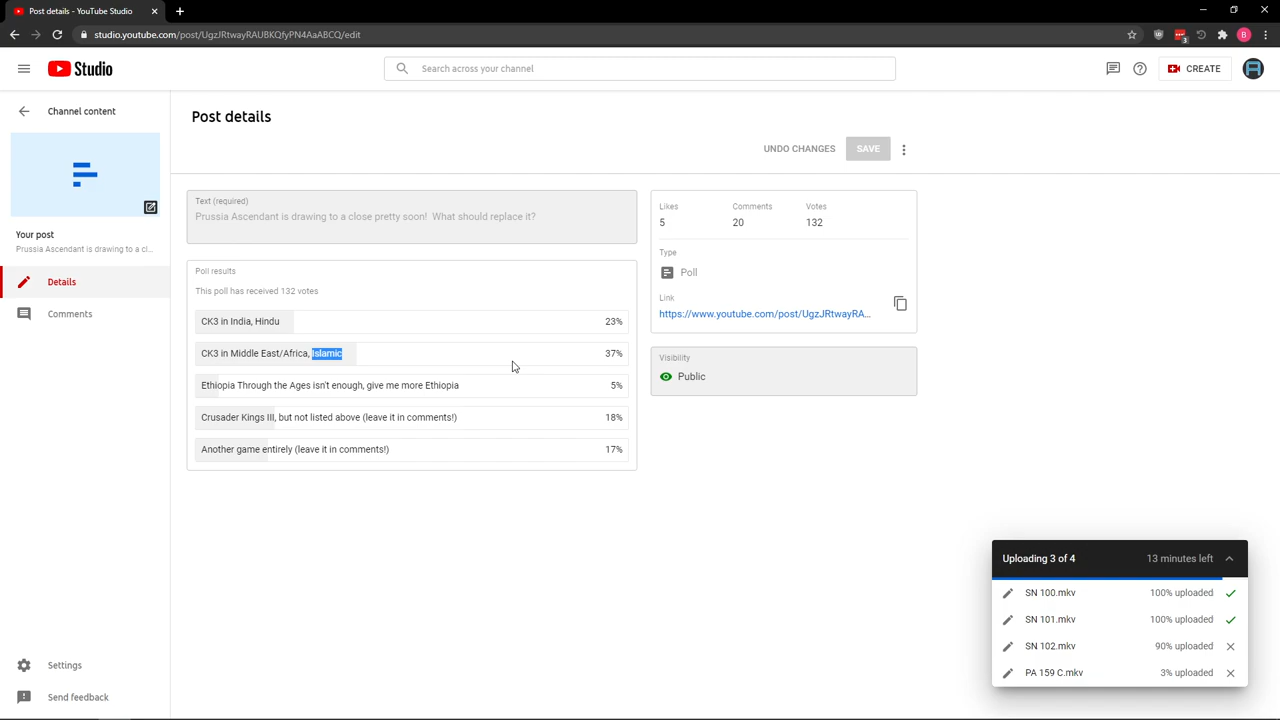 Post details - YouTube Studio
studio.youtube.com/post/UgzJRtwayRAUBKQfyPN4AaABCQ/edit
3
B
Studio
Search across your channel
CREATE
Channel content
Your post
Prussia Ascendant is drawing to a cl...
Details
Comments
Settings
Send feedback
Post details
UNDO CHANGES
SAVE
Text (required)
Prussia Ascendant is drawing to a close pretty soon! What should replace it?
Poll results
This poll has received 132 votes
CK3 in India, Hindu 23%
CK3 in Middle East/Africa, Islamic 37%
Ethiopia Through the Ages isn't enough, give me more Ethiopia 5%
Crusader Kings III, but not listed above (leave it in comments!) 18%
Another game entirely (leave it in comments!) 17%
Likes Comments Votes
5 20 132
Type
Poll
Link
https://www.youtube.com/post/UgzJRtwayRA...
Visibility
Public
Uploading 3 of 4 13 minutes left
SN 100.mkv 100% uploaded
SN 101.mkv 100% uploaded
SN 102.mkv 90% uploaded
PA 159 C.mkv 3% uploaded